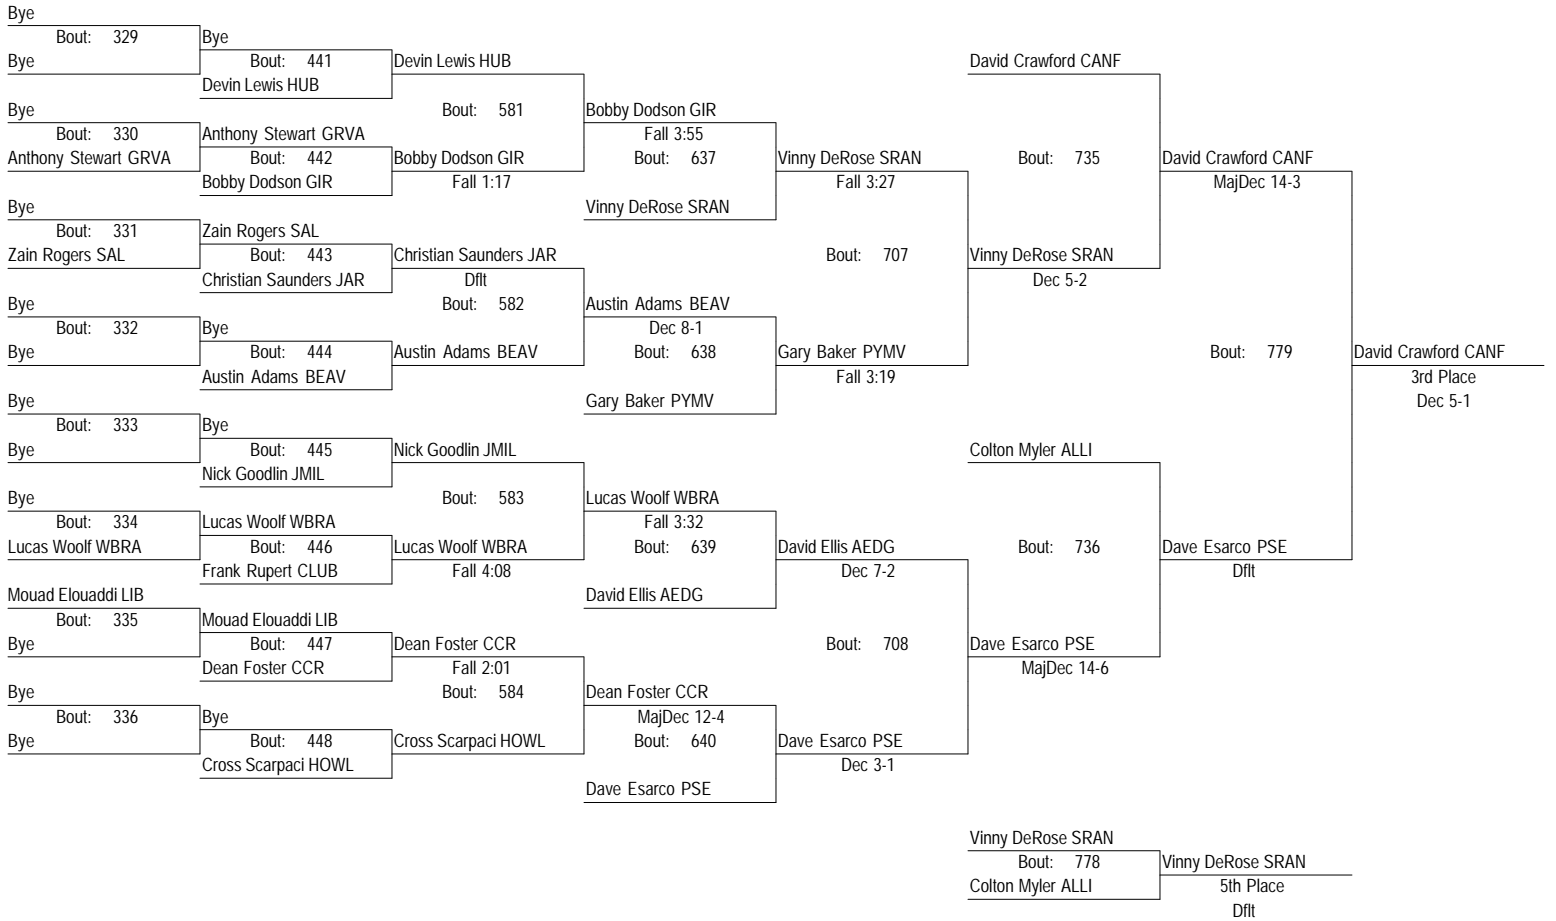 Bye
Bout: 329 Bye
Bye Bout: 441 Devin Lewis HUB David Crawford CANF
Devin Lewis HUB
Bye Bout: 581 Bobby Dodson GIR
Bout: 330 Anthony Stewart GRVA Fall 3:55
Anthony Stewart GRVA Bout: 442 Bobby Dodson GIR Bout: 637 Vinny DeRose SRAN Bout: 735 David Crawford CANF
Bobby Dodson GIR Fall 1:17 Fall 3:27 MajDec 14-3
Bye Vinny DeRose SRAN
Bout: 331 Zain Rogers SAL
Zain Rogers SAL Bout: 443 Christian Saunders JAR Bout: 707 Vinny DeRose SRAN
Christian Saunders JAR Dflt Dec 5-2
Bye Bout: 582 Austin Adams BEAV
Bout: 332 Bye Dec 8-1
Bye Bout: 444 Austin Adams BEAV Bout: 638 Gary Baker PYMV Bout: 779 David Crawford CANF
Austin Adams BEAV Fall 3:19 3rd Place
Bye Gary Baker PYMV Dec 5-1
Bout: 333 Bye
Bye Bout: 445 Nick Goodlin JMIL Colton Myler ALLI
Nick Goodlin JMIL
Bye Bout: 583 Lucas Woolf WBRA
Bout: 334 Lucas Woolf WBRA Fall 3:32
Lucas Woolf WBRA Bout: 446 Lucas Woolf WBRA Bout: 639 David Ellis AEDG Bout: 736 Dave Esarco PSE
Frank Rupert CLUB Fall 4:08 Dec 7-2 Dflt
Mouad Elouaddi LIB David Ellis AEDG
Bout: 335 Mouad Elouaddi LIB
Bye Bout: 447 Dean Foster CCR Bout: 708 Dave Esarco PSE
Dean Foster CCR Fall 2:01 MajDec 14-6
Bye Bout: 584 Dean Foster CCR
Bout: 336 Bye MajDec 12-4
Bye Bout: 448 Cross Scarpaci HOWL Bout: 640 Dave Esarco PSE
Cross Scarpaci HOWL Dec 3-1
Dave Esarco PSE
Vinny DeRose SRAN
Bout: 778 Vinny DeRose SRAN
Colton Myler ALLI 5th Place
Dflt